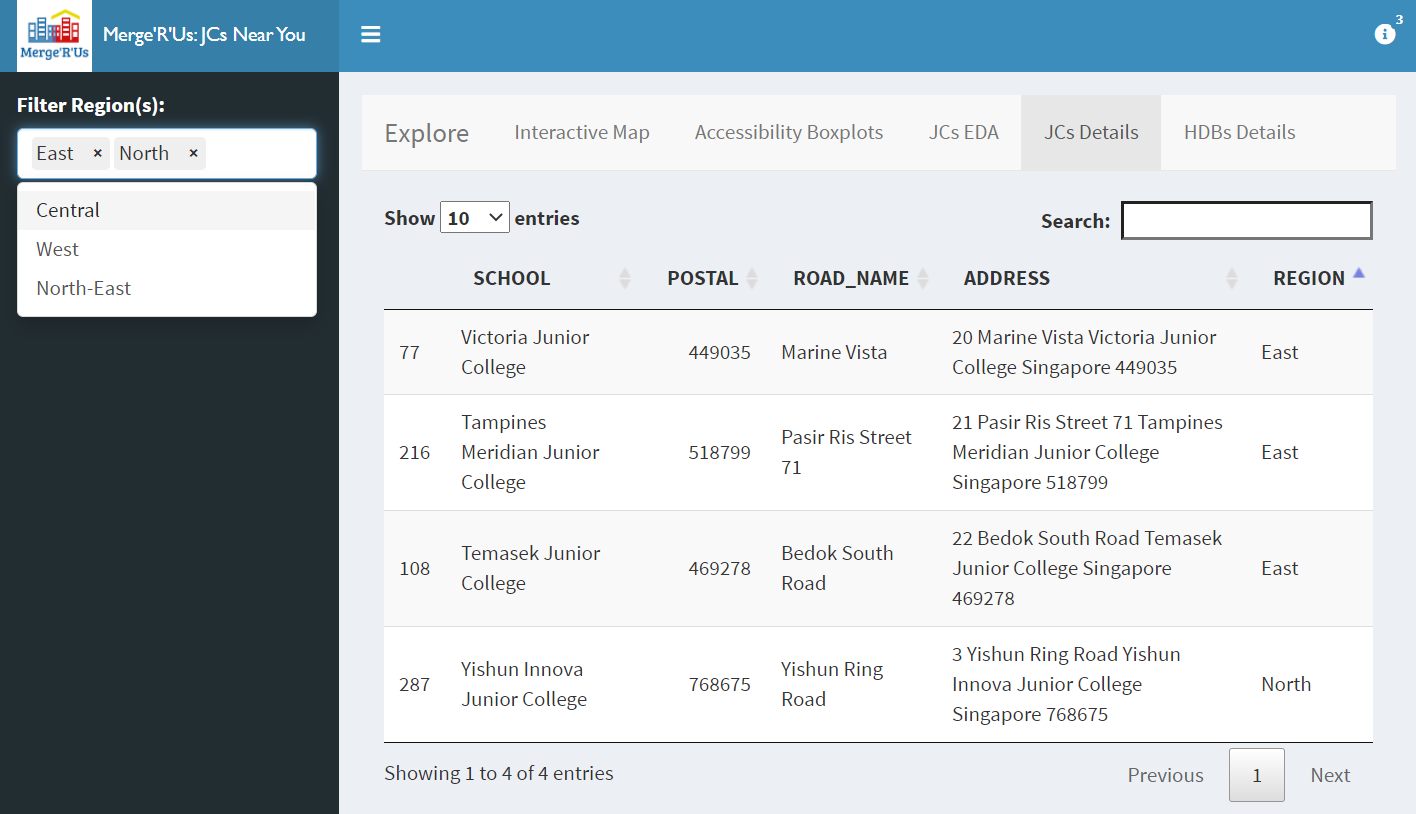 Merge'R'Us
Merge'R'Us: JCs Near You
3
Filter Region(s):
East × North ×
Central
West
North-East
Explore Interactive Map Accessibility Boxplots JCs EDA JCs Details HDBs Details
Show 10 entries
Search:
SCHOOL POSTAL ROAD_NAME ADDRESS REGION
77 Victoria Junior College 449035 Marine Vista 20 Marine Vista Victoria Junior College Singapore 449035 East
216 Tampines Meridian Junior College 518799 Pasir Ris Street 71 21 Pasir Ris Street 71 Tampines Meridian Junior College Singapore 518799 East
108 Temasek Junior College 469278 Bedok South Road 22 Bedok South Road Temasek Junior College Singapore 469278 East
287 Yishun Innova Junior College 768675 Yishun Ring Road 3 Yishun Ring Road Yishun Innova Junior College Singapore 768675 North
Showing 1 to 4 of 4 entries
Previous 1 Next